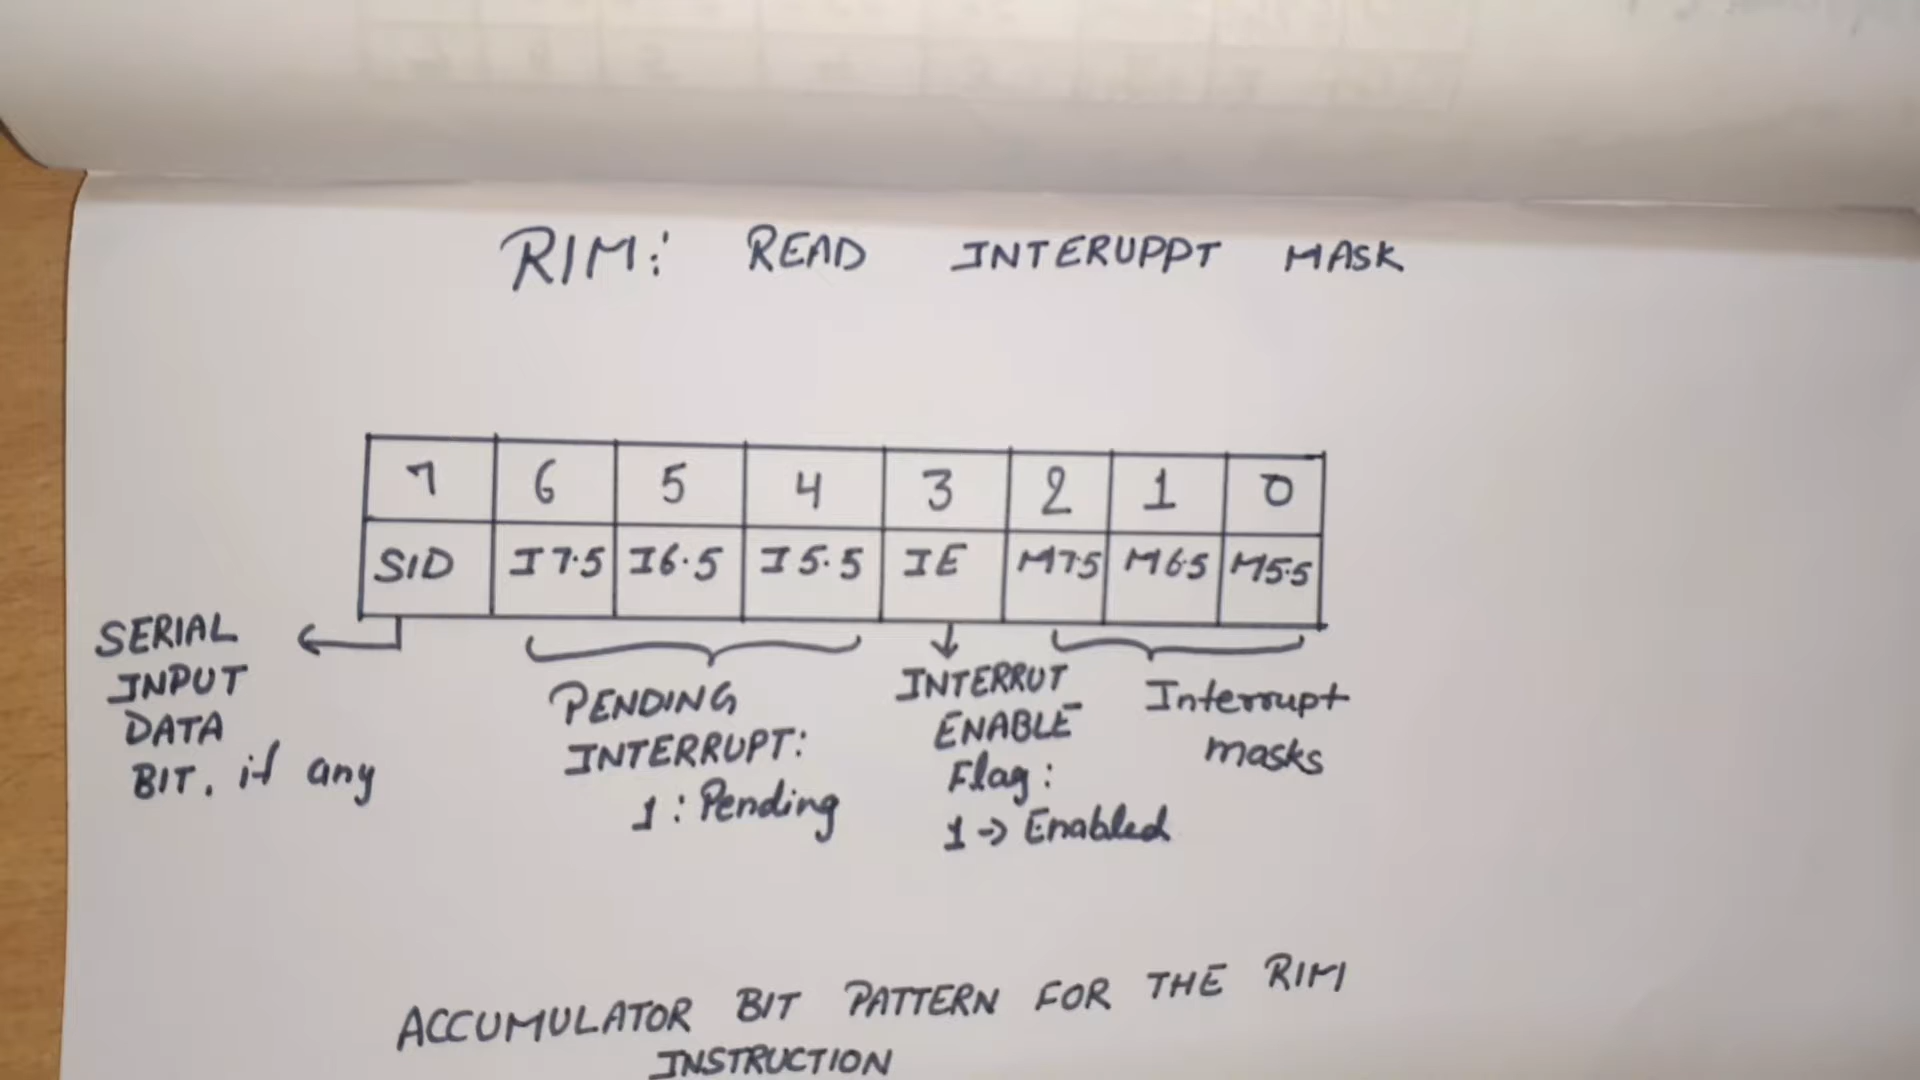 RIM: READ INTERUPPT MASK
7 6 5 4 3 2 1 0
SID I7.5 I6.5 I5.5 IE M7.5 M6.5 M5.5
SERIAL
INPUT
DATA
BIT. if any
PENDING
INTERRUPT:
1 : Pending
INTERRUT
ENABLE
Flag :
1 → Enabled
Interrupt
masks
ACCUMULATOR BIT PATTERN FOR THE RIM
INSTRUCTION